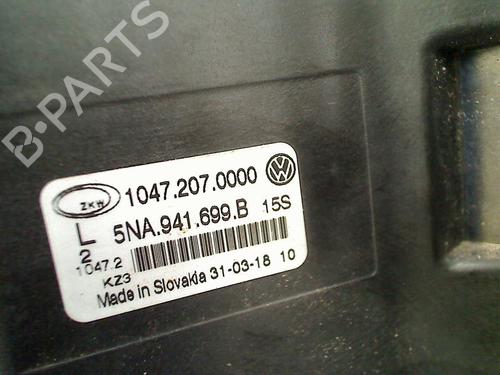 B-PARTS
ZKW
1047.207.0000
L
5NA.941.699.B 15S
2
1047.2
KZ3
Made in Slovakia 31-03-18 10